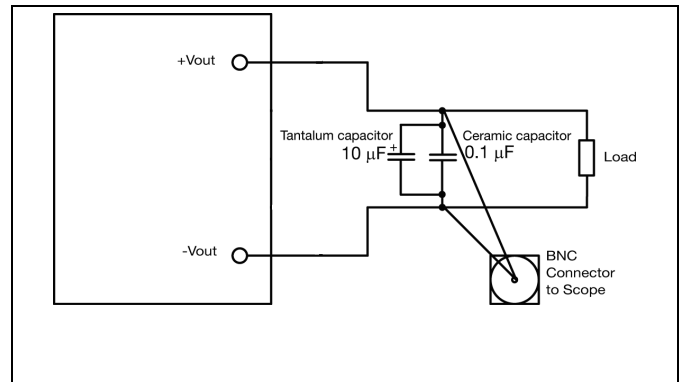 +Vout
Tantalum capacitor
10 μF
+
Ceramic capacitor
0.1 μF
Load
-Vout
BNC
Connector
to Scope